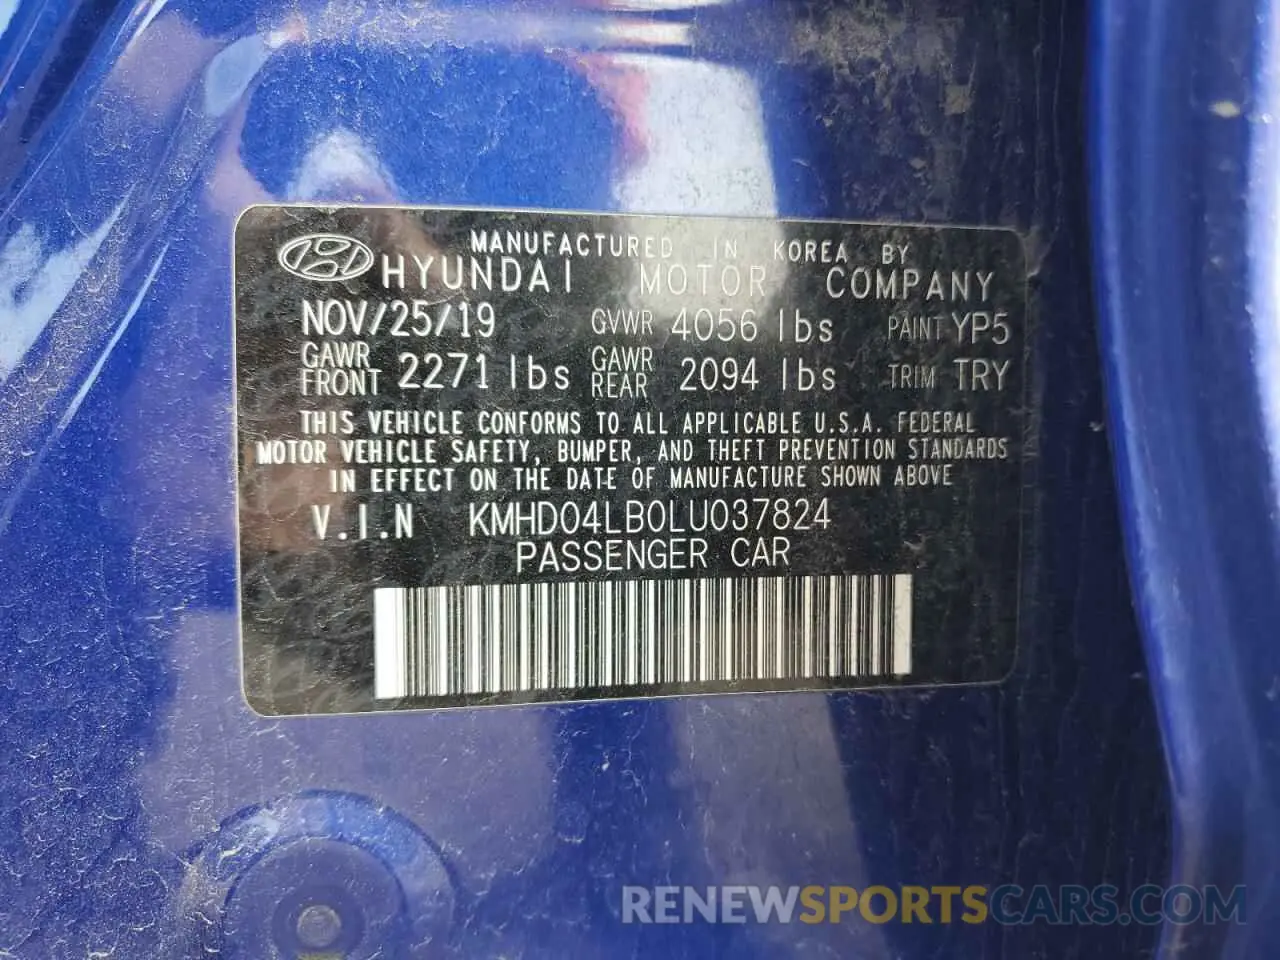 MANUFACTURED IN KOREA BY
HYUNDAI MOTOR COMPANY
NOV/25/19 GVWR 4056 lbs PAINT YP5
GAWR FRONT 2271 lbs GAWR REAR 2094 lbs TRIM TRY
THIS VEHICLE CONFORMS TO ALL APPLICABLE U.S.A. FEDERAL
MOTOR VEHICLE SAFETY, BUMPER, AND THEFT PREVENTION STANDARDS
IN EFFECT ON THE DATE OF MANUFACTURE SHOWN ABOVE
V.I.N KMHD04LB0LU037824
PASSENGER CAR
RENEWSPORTSCARS.COM